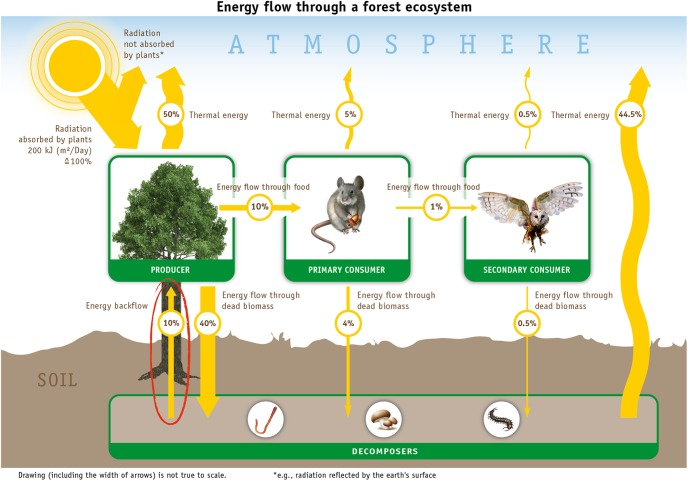 Energy flow through a forest ecosystem
ATMOSPHERE
Radiation
not absorbed
by plants*
50%
Thermal energy
Thermal energy
5%
Thermal energy
0.5%
Thermal energy
44.5%
Radiation
absorbed by plants
200 kJ (m²/Day)
≙100%
Energy flow through food
10%
Energy flow through food
1%
PRODUCER
PRIMARY CONSUMER
SECONDARY CONSUMER
Energy backflow
10%
40%
Energy flow through
dead biomass
4%
Energy flow through
dead biomass
0.5%
Energy flow through
dead biomass
SOIL
DECOMPOSERS
Drawing (including the width of arrows) is not true to scale.
*e.g., radiation reflected by the earth's surface